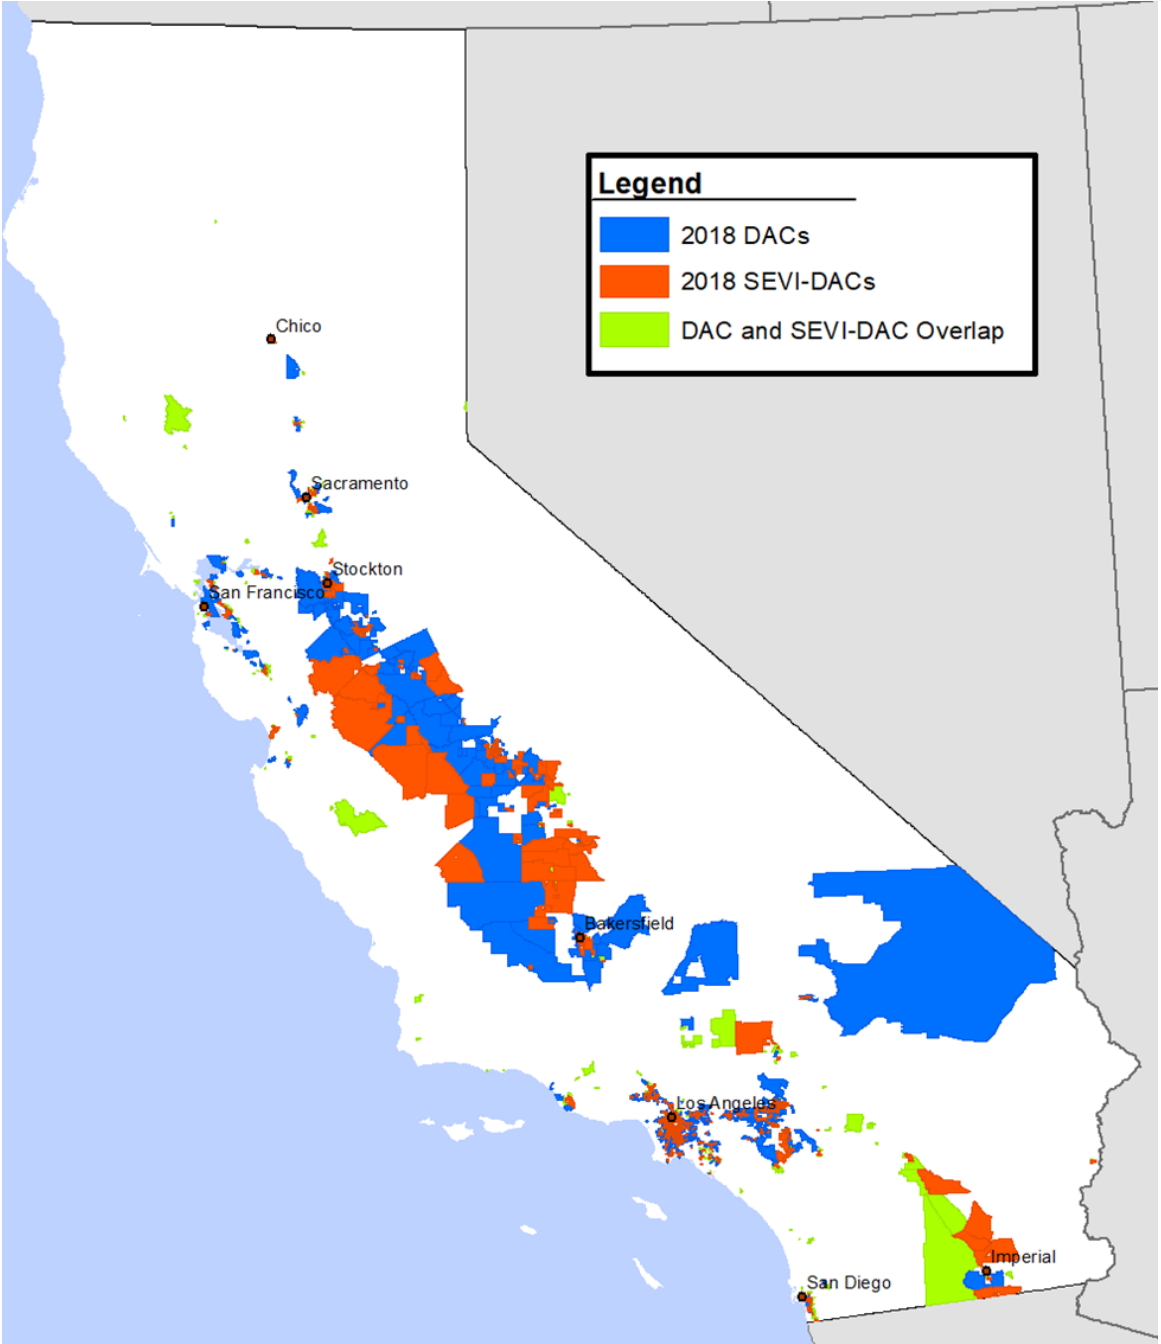 Legend
2018 DACs
2018 SEVI-DACs
DAC and SEVI-DAC Overlap
Chico
Sacramento
Stockton
San Francisco
Bakersfield
Los Angeles
Imperial
San Diego